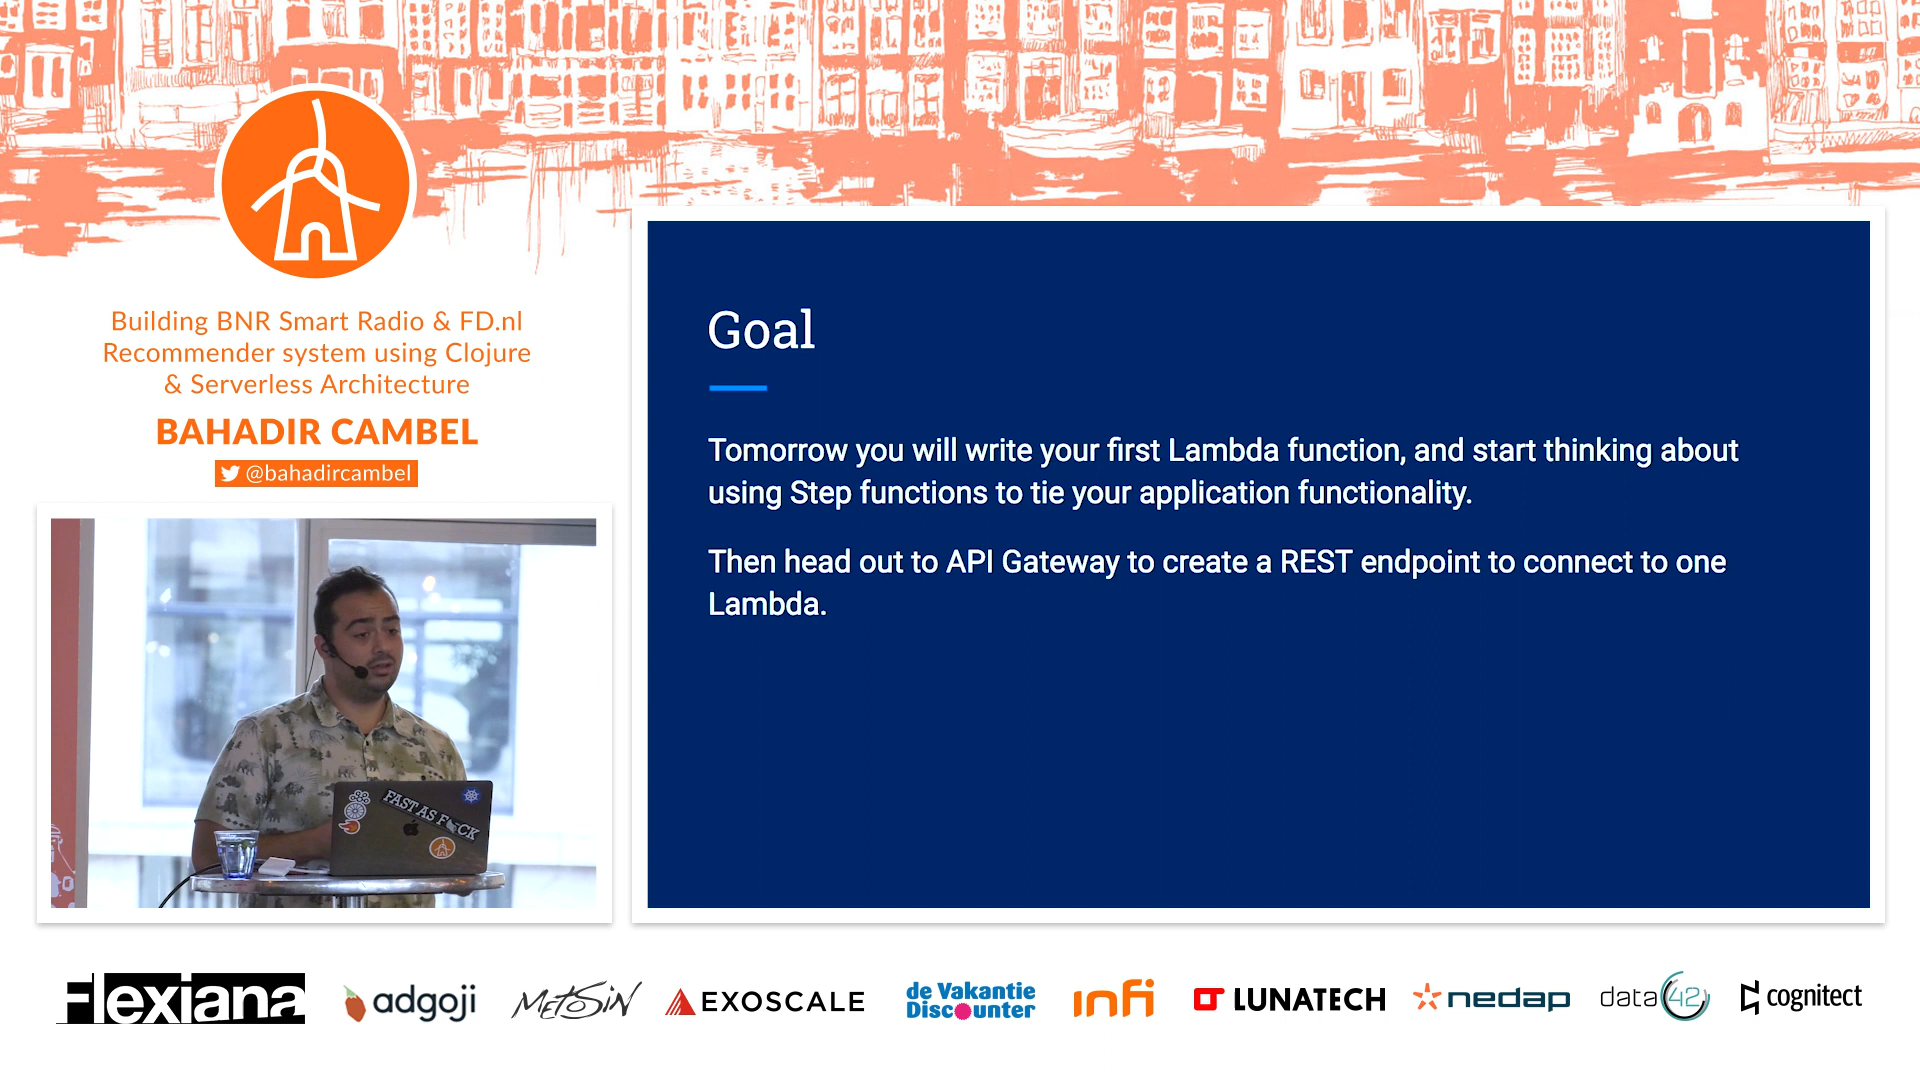 Building BNR Smart Radio & FD.nl
Recommender system using Clojure
& Serverless Architecture
BAHADIR CAMBEL
@bahadircambel
Goal
Tomorrow you will write your first Lambda function, and start thinking about
using Step functions to tie your application functionality.
Then head out to API Gateway to create a REST endpoint to connect to one
Lambda.
FAST AS F CK
Flexiana
adgoji
METOSIN
EXOSCALE
de Vakantie
Discounter
infi
LUNATECH
nedap
data 42
cognitect